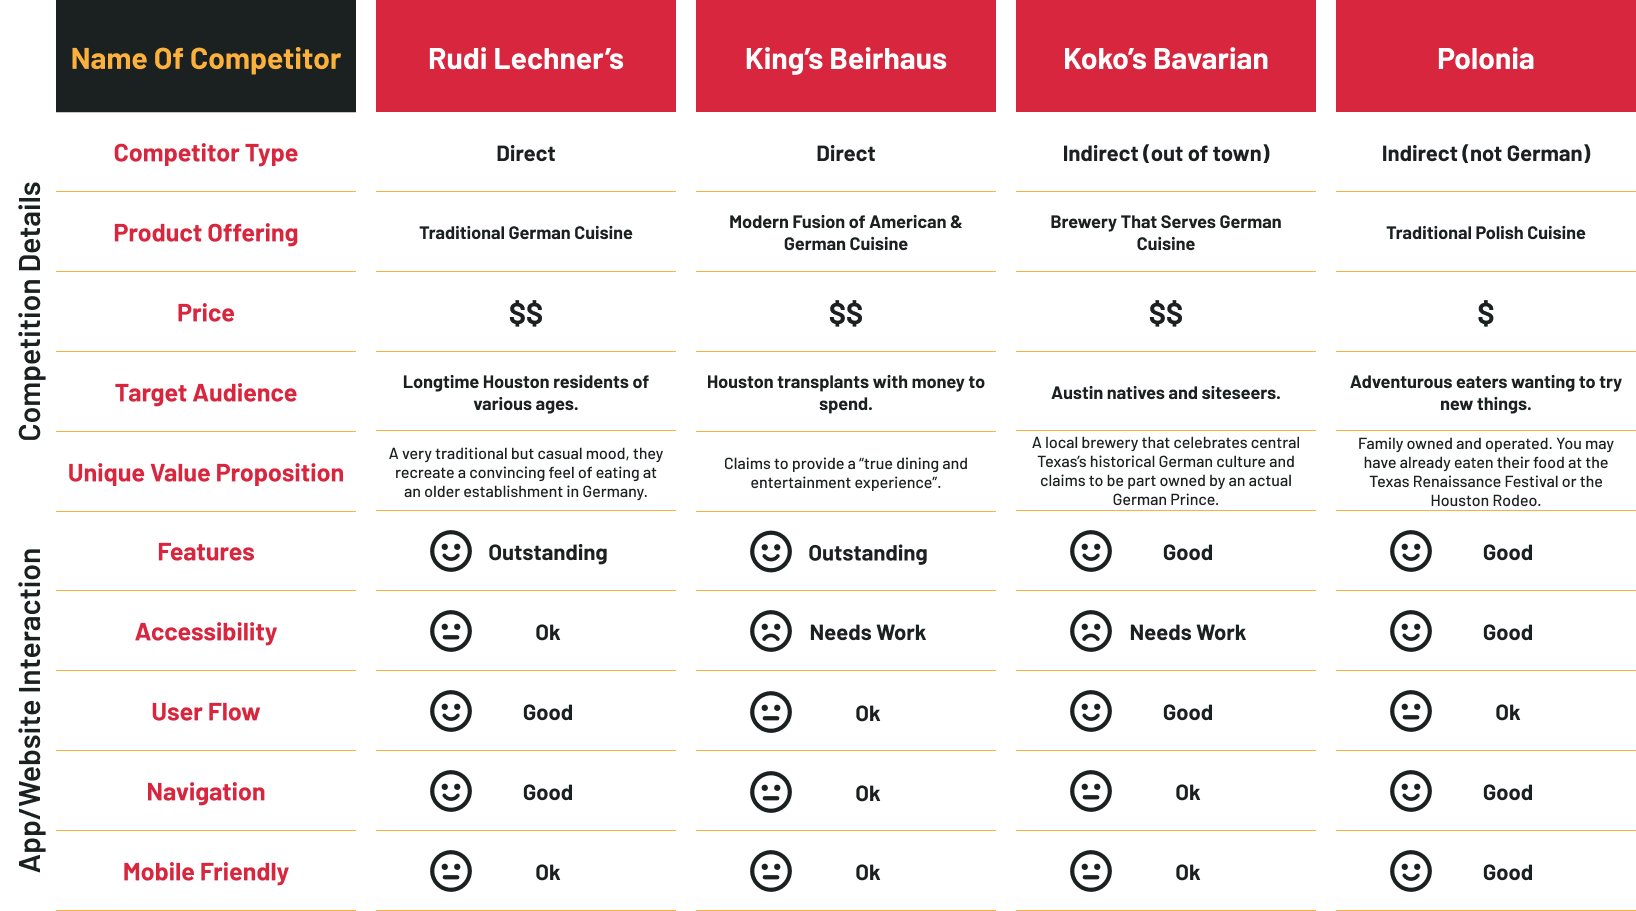 Name Of Competitor
Rudi Lechner’s
King’s Beirhaus
Koko’s Bavarian
Polonia
Competition Details
Competitor Type
Direct
Direct
Indirect (out of town)
Indirect (not German)
Product Offering
Traditional German Cuisine
Modern Fusion of American &
German Cuisine
Brewery That Serves German
Cuisine
Traditional Polish Cuisine
Price
$$
$$
$$
$
Target Audience
Longtime Houston residents of
various ages.
Houston transplants with money to
spend.
Austin natives and siteseers.
Adventurous eaters wanting to try
new things.
Unique Value Proposition
A very traditional but casual mood, they
recreate a convincing feel of eating at
an older establishment in Germany.
Claims to provide a “true dining and
entertainment experience”.
A local brewery that celebrates central
Texas’s historical German culture and
claims to be part owned by an actual
German Prince.
Family owned and operated. You may
have already eaten their food at the
Texas Renaissance Festival or the
Houston Rodeo.
App/Website Interaction
Features
Outstanding
Outstanding
Good
Good
Accessibility
Ok
Needs Work
Needs Work
Good
User Flow
Good
Ok
Good
Ok
Navigation
Good
Ok
Ok
Good
Mobile Friendly
Ok
Ok
Ok
Good